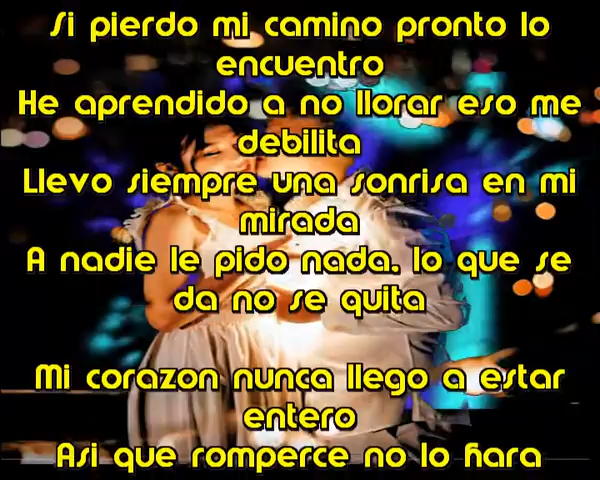 Si pierdo mi camino pronto lo
encuentro
He aprendido a no llorar eso me
debilita
Llevo siempre una sonrisa en mi
mirada
A nadie le pido nada, lo que se
da no se quita
Mi corazon nunca llego a estar
entero
Asi que romperce no lo hara